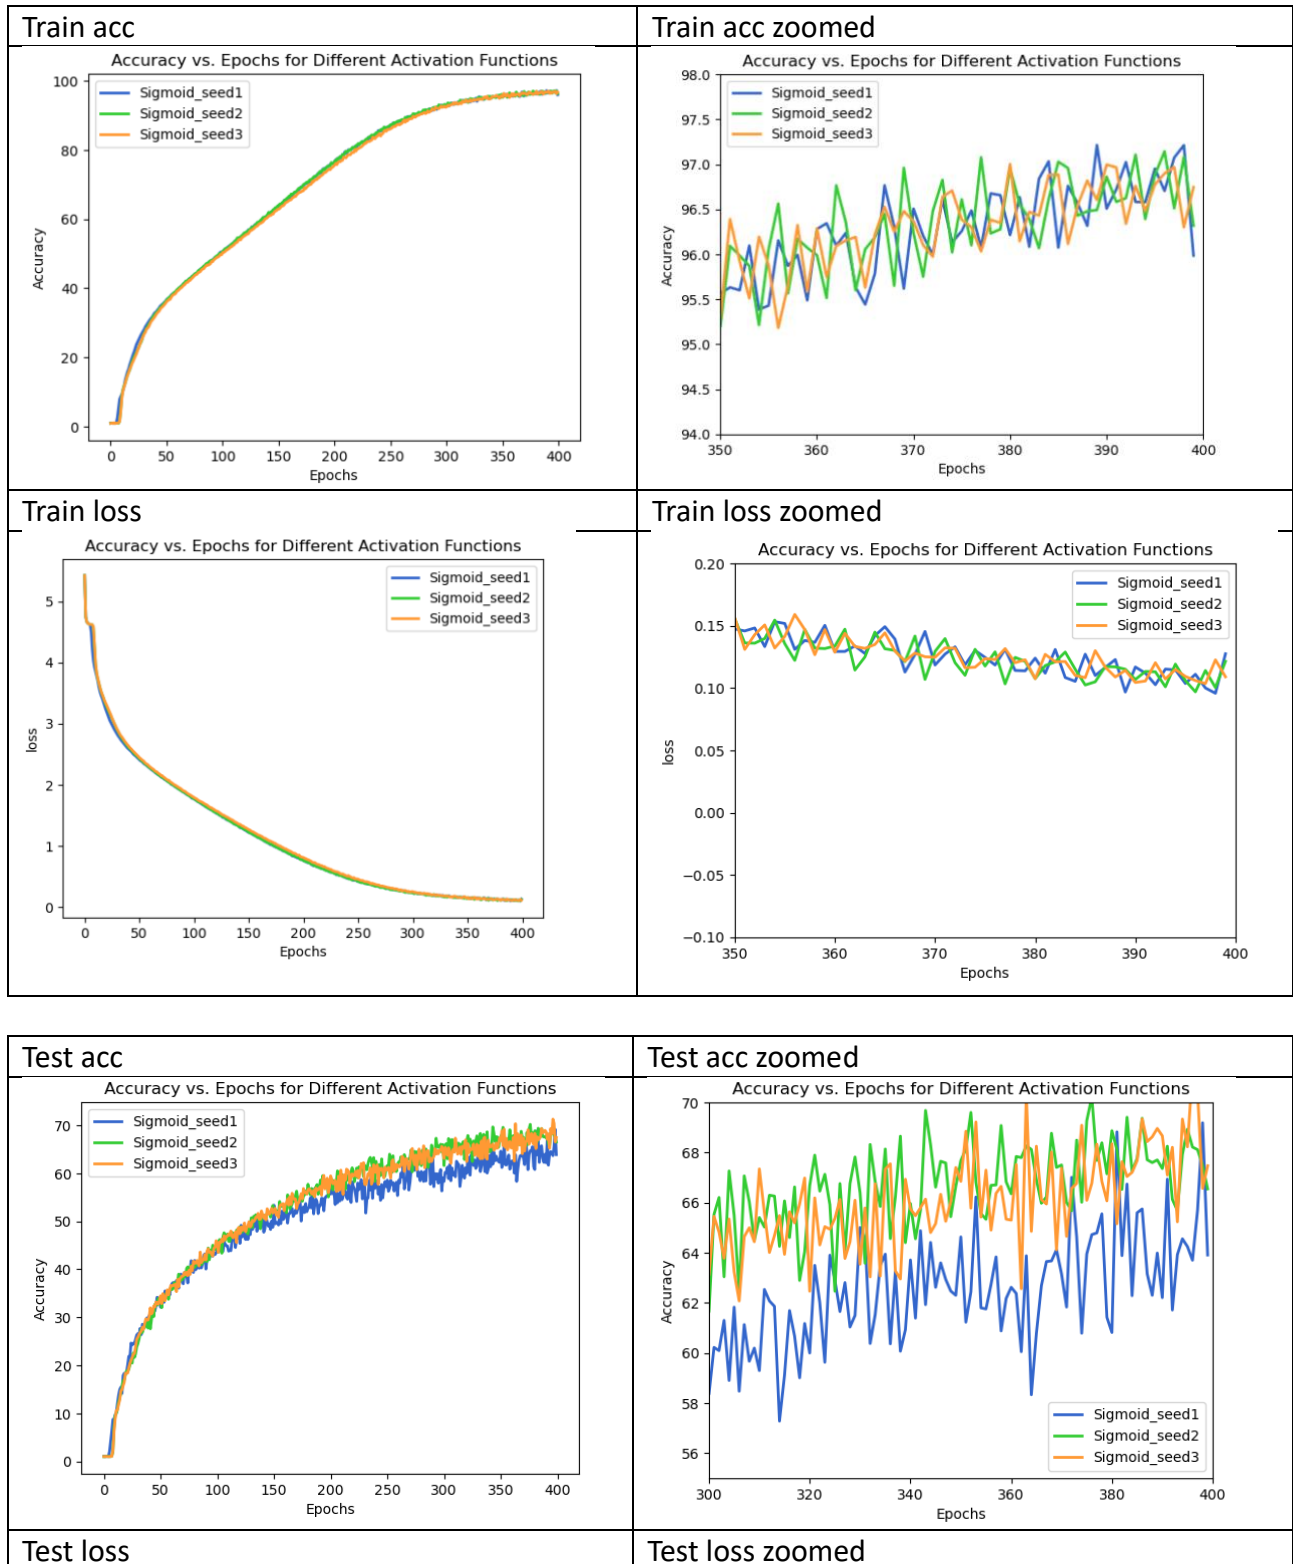 Train acc
Train acc zoomed
Accuracy vs. Epochs for Different Activation Functions
Sigmoid_seed1
Sigmoid_seed2
Sigmoid_seed3
100
80
60
40
20
0
Accuracy
0 50 100 150 200 250 300 350 400
Epochs
Accuracy vs. Epochs for Different Activation Functions
Sigmoid_seed1
Sigmoid_seed2
Sigmoid_seed3
98.0
97.5
97.0
96.5
96.0
95.5
95.0
94.5
94.0
Accuracy
350 360 370 380 390 400
Epochs
Train loss
Train loss zoomed
Accuracy vs. Epochs for Different Activation Functions
Sigmoid_seed1
Sigmoid_seed2
Sigmoid_seed3
5
4
3
2
1
0
loss
0 50 100 150 200 250 300 350 400
Epochs
Accuracy vs. Epochs for Different Activation Functions
Sigmoid_seed1
Sigmoid_seed2
Sigmoid_seed3
0.20
0.15
0.10
0.05
0.00
−0.05
−0.10
loss
350 360 370 380 390 400
Epochs
Test acc
Test acc zoomed
Accuracy vs. Epochs for Different Activation Functions
Sigmoid_seed1
Sigmoid_seed2
Sigmoid_seed3
70
60
50
40
30
20
10
0
Accuracy
0 50 100 150 200 250 300 350 400
Epochs
Accuracy vs. Epochs for Different Activation Functions
70
68
66
64
62
60
58
56
Accuracy
Sigmoid_seed1
Sigmoid_seed2
Sigmoid_seed3
300 320 340 360 380 400
Epochs
Test loss
Test loss zoomed